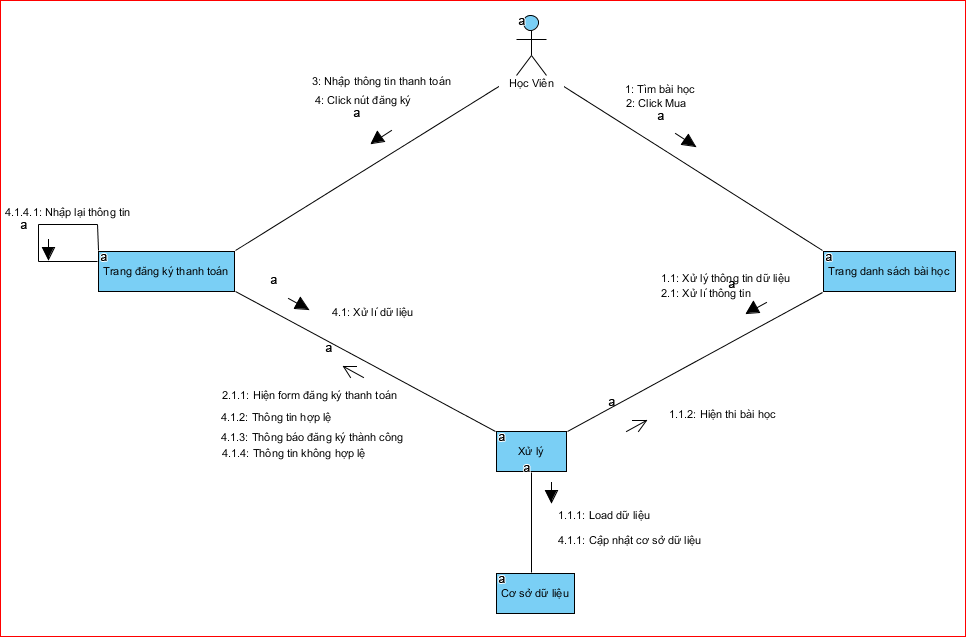 a
Học Viên
3: Nhập thông tin thanh toán
4: Click nút đăng ký
a
1: Tìm bài học
2: Click Mua
a
4.1.4.1: Nhập lại thông tin
a
a
Trang đăng ký thanh toán
a
Trang danh sách bài học
a
4.1: Xử lí dữ liệu
a
1.1: Xử lý thông tin dữ liệu
a
2.1: Xử lí thông tin
2.1.1: Hiện form đăng ký thanh toán
4.1.2: Thông tin hợp lệ
4.1.3: Thông báo đăng ký thành công
4.1.4: Thông tin không hợp lệ
a
1.1.2: Hiện thi bài học
a
Xử lý
a
1.1.1: Load dữ liệu
4.1.1: Cập nhật cơ sở dữ liệu
a
Cơ sở dữ liệu